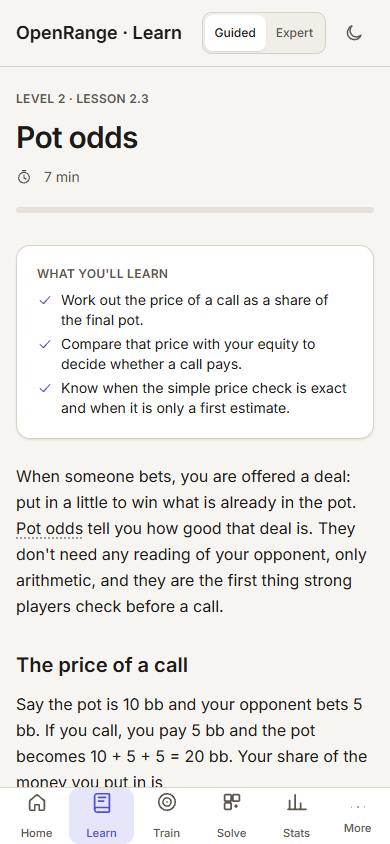 OpenRange · Learn
Guided
Expert
LEVEL 2 · LESSON 2.3
Pot odds
7 min
WHAT YOU'LL LEARN
Work out the price of a call as a share of
the final pot.
Compare that price with your equity to
decide whether a call pays.
Know when the simple price check is exact
and when it is only a first estimate.
When someone bets, you are offered a deal:
put in a little to win what is already in the pot.
Pot odds tell you how good that deal is. They
don't need any reading of your opponent, only
arithmetic, and they are the first thing strong
players check before a call.
The price of a call
Say the pot is 10 bb and your opponent bets 5
bb. If you call, you pay 5 bb and the pot
becomes 10 + 5 + 5 = 20 bb. Your share of the
money you put in is
Home
Learn
Train
Solve
Stats
More